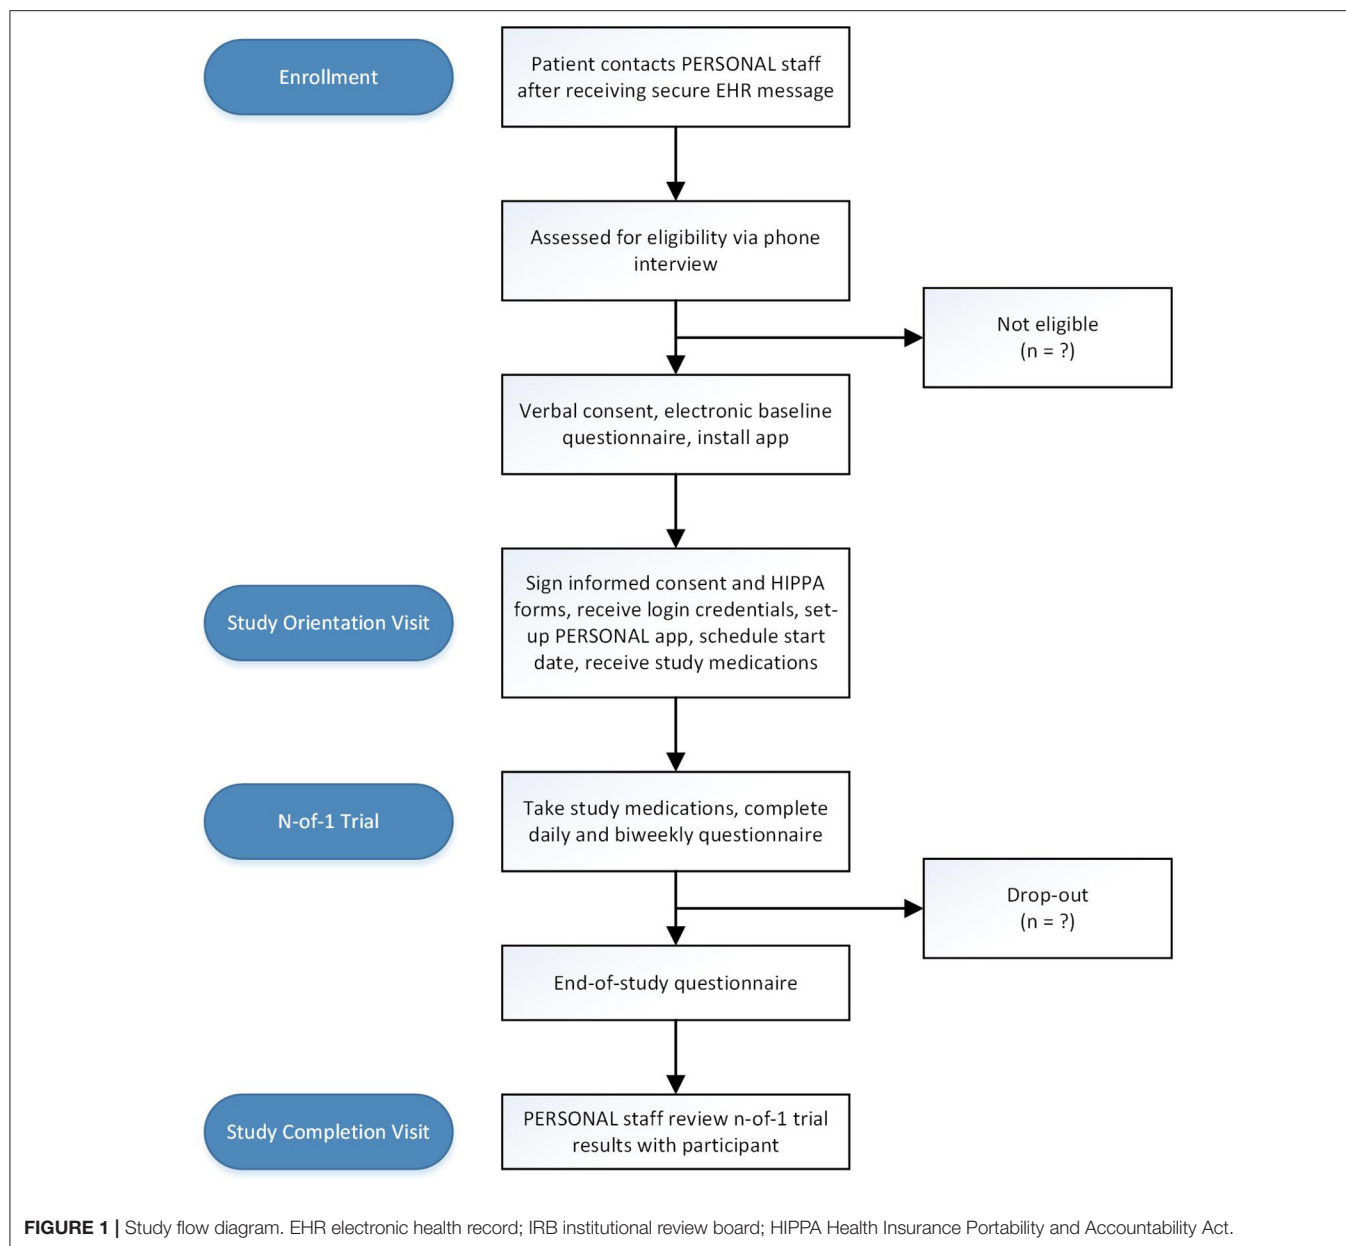 Enrollment
Patient contacts PERSONAL staff
after receiving secure EHR message
Assessed for eligibility via phone
interview
Not eligible
(n = ?)
Verbal consent, electronic baseline
questionnaire, install app
Study Orientation Visit
Sign informed consent and HIPPA
forms, receive login credentials, set-
up PERSONAL app, schedule start
date, receive study medications
N-of-1 Trial
Take study medications, complete
daily and biweekly questionnaire
Drop-out
(n = ?)
End-of-study questionnaire
Study Completion Visit
PERSONAL staff review n-of-1 trial
results with participant
FIGURE 1 | Study flow diagram. EHR electronic health record; IRB institutional review board; HIPPA Health Insurance Portability and Accountability Act.